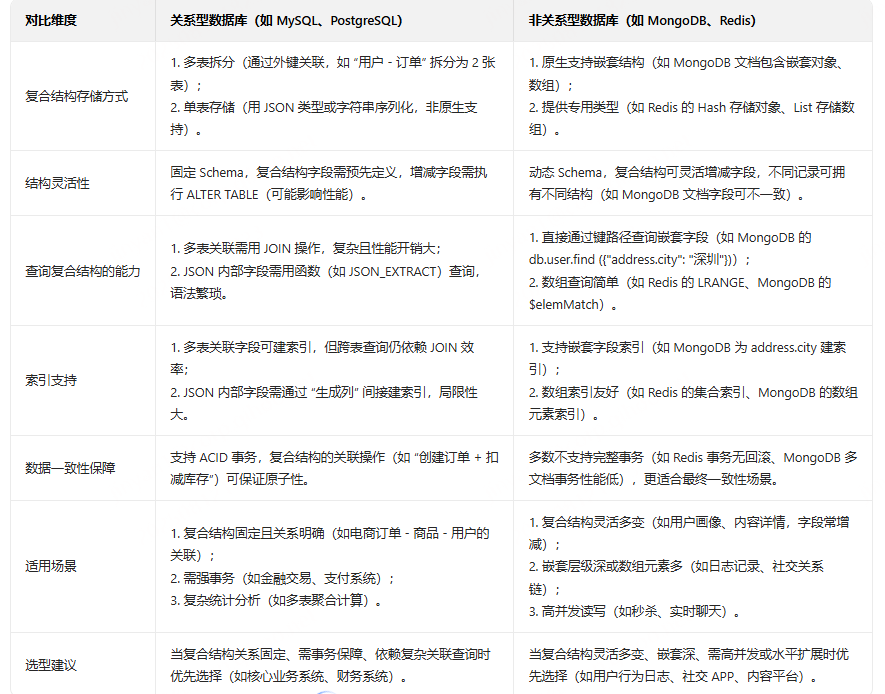 对比维度
关系型数据库（如 MySQL、PostgreSQL）
非关系型数据库（如 MongoDB、Redis）
复合结构存储方式
1. 多表拆分（通过外键关联，如 “用户 - 订单” 拆分为 2 张
表）；
2. 单表存储（用 JSON 类型或字符串序列化，非原生支
持）。
1. 原生支持嵌套结构（如 MongoDB 文档包含嵌套对象、
数组）；
2. 提供专用类型（如 Redis 的 Hash 存储对象、List 存储数
组）。
结构灵活性
固定 Schema，复合结构字段需预先定义，增减字段需执
行 ALTER TABLE（可能影响性能）。
动态 Schema，复合结构可灵活增减字段，不同记录可拥
有不同结构（如 MongoDB 文档字段可不一致）。
查询复合结构的能力
1. 多表关联需用 JOIN 操作，复杂且性能开销大；
2. JSON 内部字段需用函数（如 JSON_EXTRACT）查询，
语法繁琐。
1. 直接通过键路径查询嵌套字段（如 MongoDB 的
db.user.find ({"address.city": "深圳"})）；
2. 数组查询简单（如 Redis 的 LRANGE、MongoDB 的
$elemMatch）。
索引支持
1. 多表关联字段可建索引，但跨表查询仍依赖 JOIN 效
率；
2. JSON 内部字段需通过 “生成列” 间接建索引，局限性
大。
1. 支持嵌套字段索引（如 MongoDB 为 address.city 建索
引）；
2. 数组索引友好（如 Redis 的集合索引、MongoDB 的数组
元素索引）。
数据一致性保障
支持 ACID 事务，复合结构的关联操作（如 “创建订单 + 扣
减库存”）可保证原子性。
多数不支持完整事务（如 Redis 事务无回滚、MongoDB 多
文档事务性能低），更适合最终一致性场景。
适用场景
1. 复合结构固定且关系明确（如电商订单 - 商品 - 用户的
关联）；
2. 需强事务（如金融交易、支付系统）；
3. 复杂统计分析（如多表聚合计算）。
1. 复合结构灵活多变（如用户画像、内容详情，字段常增
减）；
2. 嵌套层级深或数组元素多（如日志记录、社交关系
链）；
3. 高并发读写（如秒杀、实时聊天）。
选型建议
当复合结构关系固定、需事务保障、依赖复杂关联查询时
优先选择（如核心业务系统、财务系统）。
当复合结构灵活多变、嵌套深、需高并发或水平扩展时优
先选择（如用户行为日志、社交 APP、内容平台）。